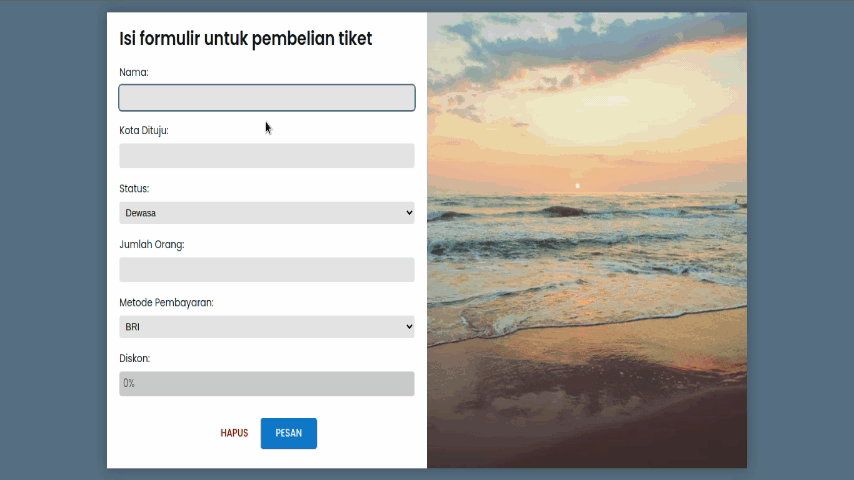 Isi formulir untuk pembelian tiket
Nama:
Kota Dituju:
Status:
Dewasa
Jumlah Orang:
Metode Pembayaran:
BRI
Diskon:
0%
HAPUS PESAN